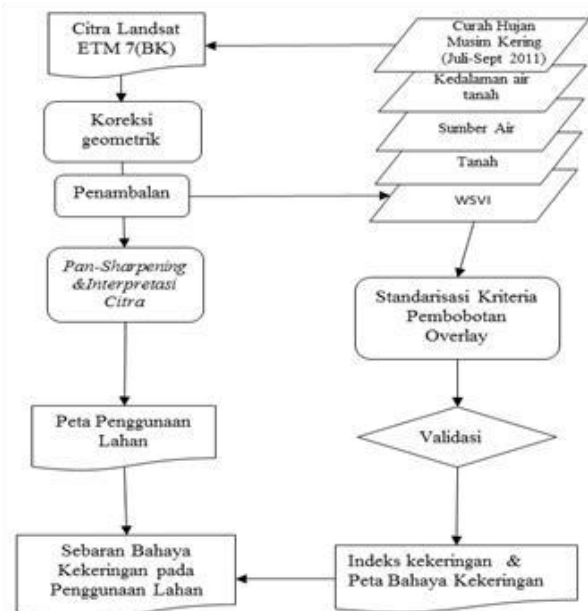 Citra Landsat
ETM 7(BK)
Koreksi
geometrik
Penambalan
Pan-Sharpening
&Interpretasi
Citra
Peta Penggunaan
Lahan
Sebaran Bahaya
Kekeringan pada
Penggunaan Lahan
Curah Hujan
Musim Kering
(Juli-Sept 2011)
Kedalaman air
tanah
Sumber Air
Tanah
WSVI
Standarisasi Kriteria
Pembobotan
Overlay
Validasi
Indeks kekeringan &
Peta Bahaya Kekeringan